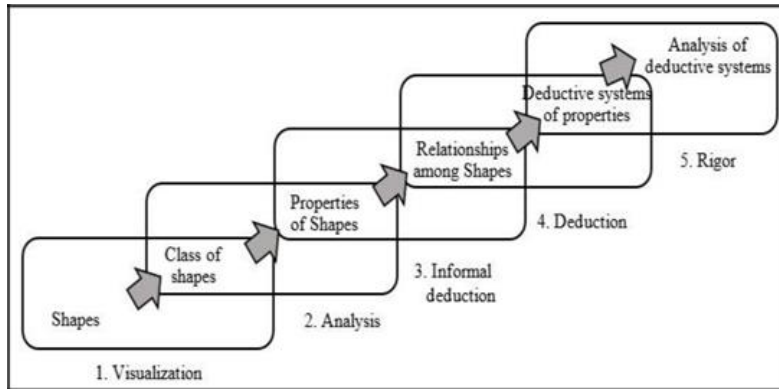 Shapes
1. Visualization
Class of
shapes
2. Analysis
Properties
of Shapes
3. Informal
deduction
Relationships
among Shapes
4. Deduction
Deductive systems
of properties
5. Rigor
Analysis of
deductive systems